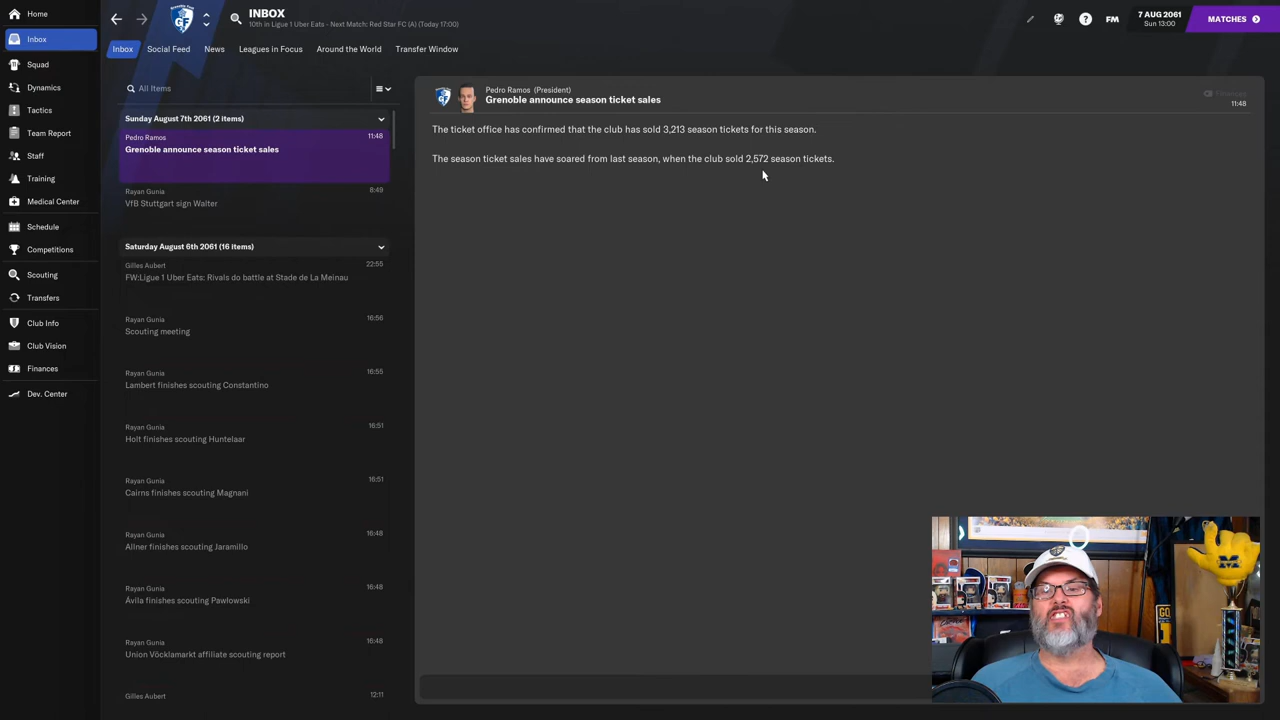 Home
Inbox
Squad
Dynamics
Tactics
Team Report
Staff
Training
Medical Center
Schedule
Competitions
Scouting
Transfers
Club Info
Club Vision
Finances
Dev. Center
INBOX
10th in Ligue 1 Uber Eats - Next Match: Red Star FC (A) (Today 17:00)
FM
7 AUG 2061
Sun 13:00
MATCHES
Inbox
Social Feed
News
Leagues in Focus
Around the World
Transfer Window
All Items
Sunday August 7th 2061 (2 items)
Pedro Ramos 11:48
Grenoble announce season ticket sales
Rayan Gunia 8:49
VfB Stuttgart sign Walter
Saturday August 6th 2061 (16 items)
Gilles Aubert 22:55
FW:Ligue 1 Uber Eats: Rivals do battle at Stade de La Meinau
Rayan Gunia 16:56
Scouting meeting
Rayan Gunia 16:55
Lambert finishes scouting Constantino
Rayan Gunia 16:51
Holt finishes scouting Huntelaar
Rayan Gunia 16:51
Cairns finishes scouting Magnani
Rayan Gunia 16:48
Allner finishes scouting Jaramillo
Rayan Gunia 16:48
Ávila finishes scouting Pawlowski
Rayan Gunia 16:48
Union Vöcklamarkt affiliate scouting report
Gilles Aubert 12:11
Pedro Ramos (President)
Grenoble announce season ticket sales
11:48
The ticket office has confirmed that the club has sold 3,213 season tickets for this season.
The season ticket sales have soared from last season, when the club sold 2,572 season tickets.